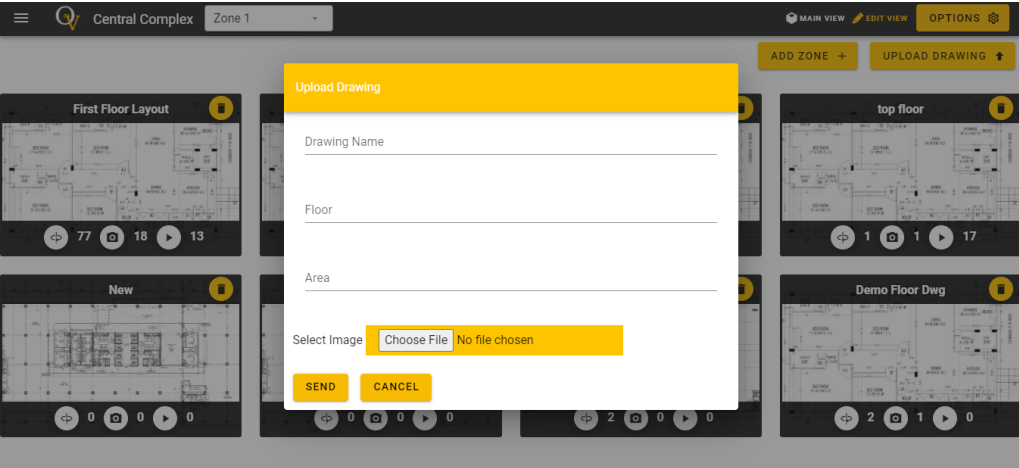 Central Complex
Zone 1
MAIN VIEW
EDIT VIEW
OPTIONS
ADD ZONE +
UPLOAD DRAWING
Upload Drawing
First Floor Layout
top floor
Drawing Name
Floor
77 18 13
1 1 17
Area
New
Demo Floor Dwg
Select Image Choose File No file chosen
SEND
CANCEL
0 0 0
0 0 0
2 0 0
2 1 0